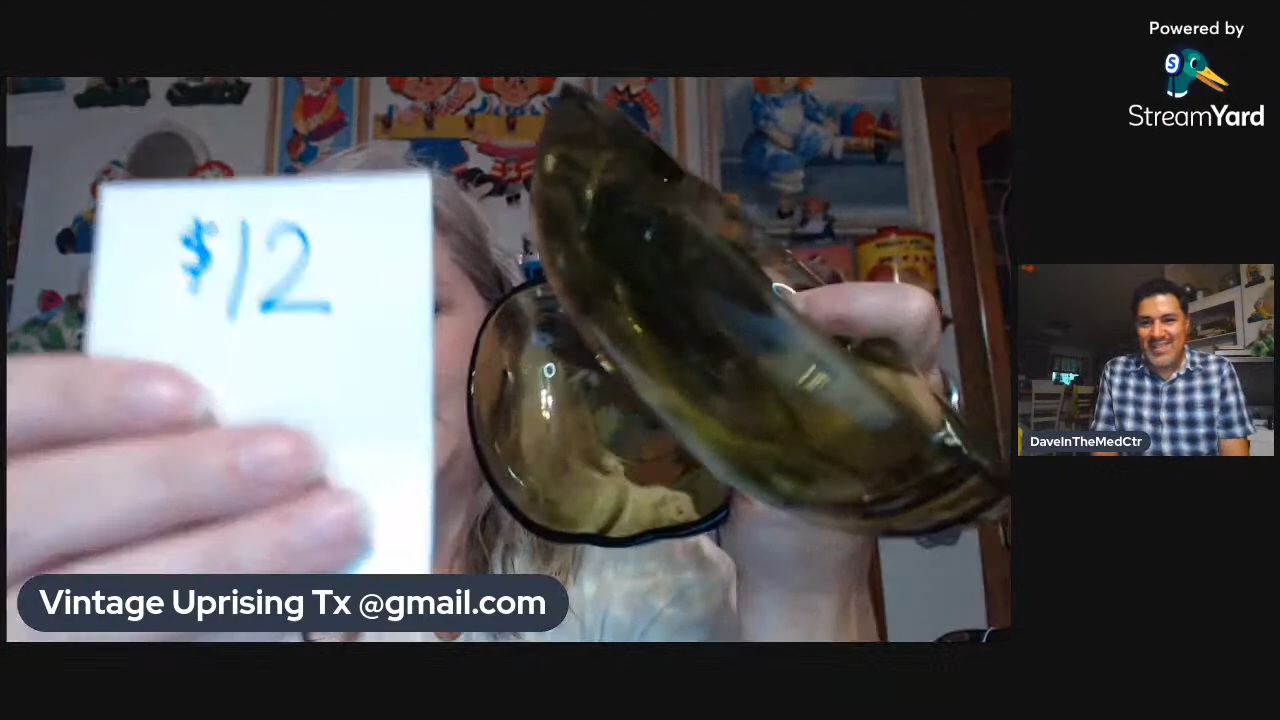 Powered by
StreamYard
$12
DaveInTheMedCtr
Vintage Uprising Tx @gmail.com